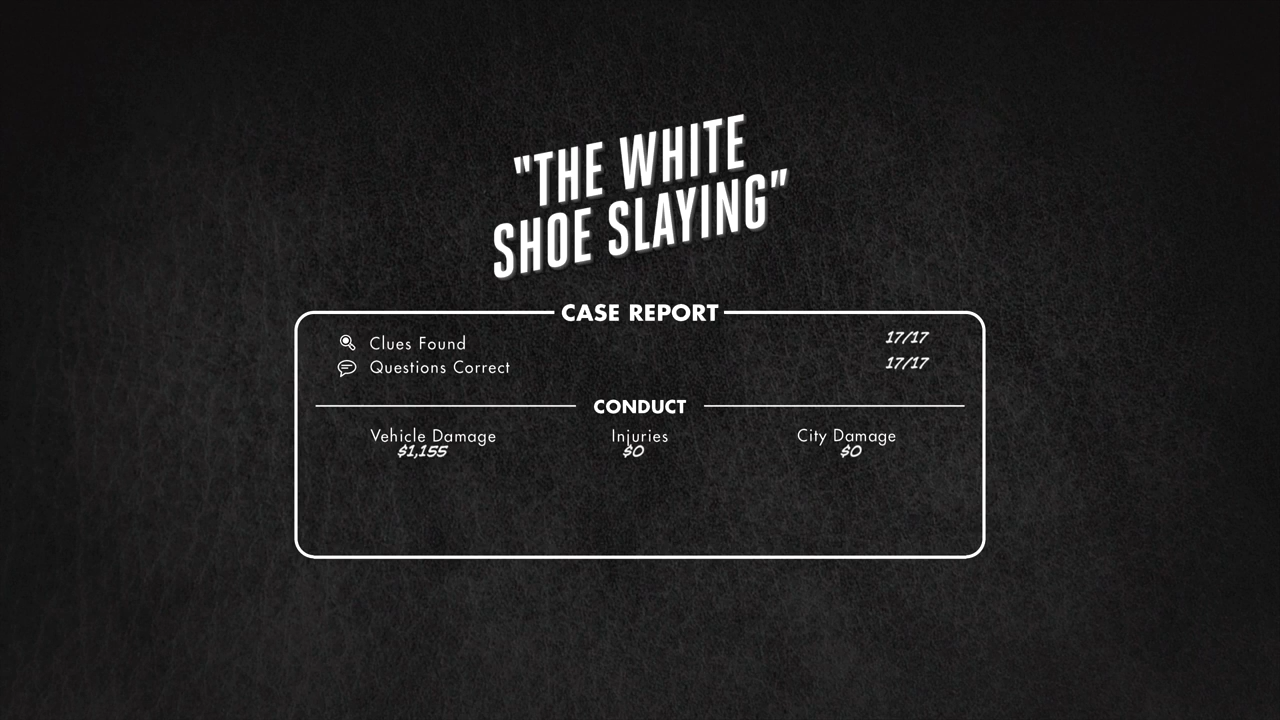 "THE WHITE
SHOE SLAYING"
CASE REPORT
Clues Found 17/17
Questions Correct 17/17
CONDUCT
Vehicle Damage Injuries City Damage
$1,155 $0 $0